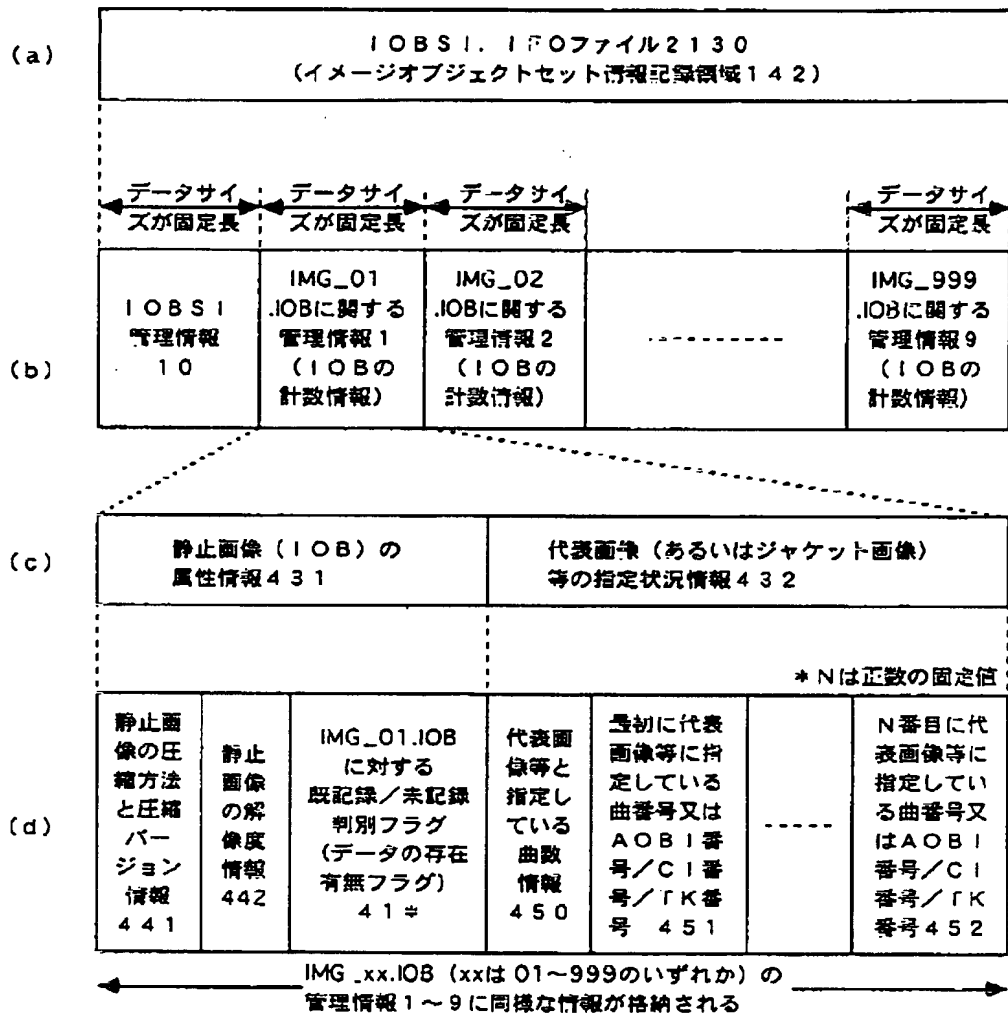 (a)
IOBSI. IFOファイル2130
(イメージオブジェクトセット情報記録領域142)
データサイ
ズが固定長
データサイ
ズが固定長
データサイ
ズが固定長
データサイ
ズが固定長
(b)
IOBSI
管理情報
10
IMG_01
.IOBに関する
管理情報1
(IOBの
計数情報)
IMG_02
.IOBに関する
管理情報2
(IOBの
計数情報)
IMG_999
.IOBに関する
管理情報9
(IOBの
計数情報)
(c)
静止画像(IOB)の
属性情報431
代表画像(あるいはジャケット画像)
等の指定状況情報432
*Nは正数の固定値
(d)
静止画
像の圧
縮方法
と圧縮
バー
ジョン
情報
441
静止
画像
の解
像度
情報
442
IMG_01.IOB
に対する
既記録/未記録
判別フラグ
(データの存在
有無フラグ)
41*
代表画
像等と
指定し
ている
曲数
情報
450
最初に代表
画像等に指
定している
曲番号又は
AOBI番
号/CI番
号/TK番
号 451
N番目に代
表画像等に
指定してい
る曲番号又
はAOBI
番号/CI
番号/TK
番号452
IMG_xx.IOB (xxは01~999のいずれか)の
管理情報1~9に同様な情報が格納される